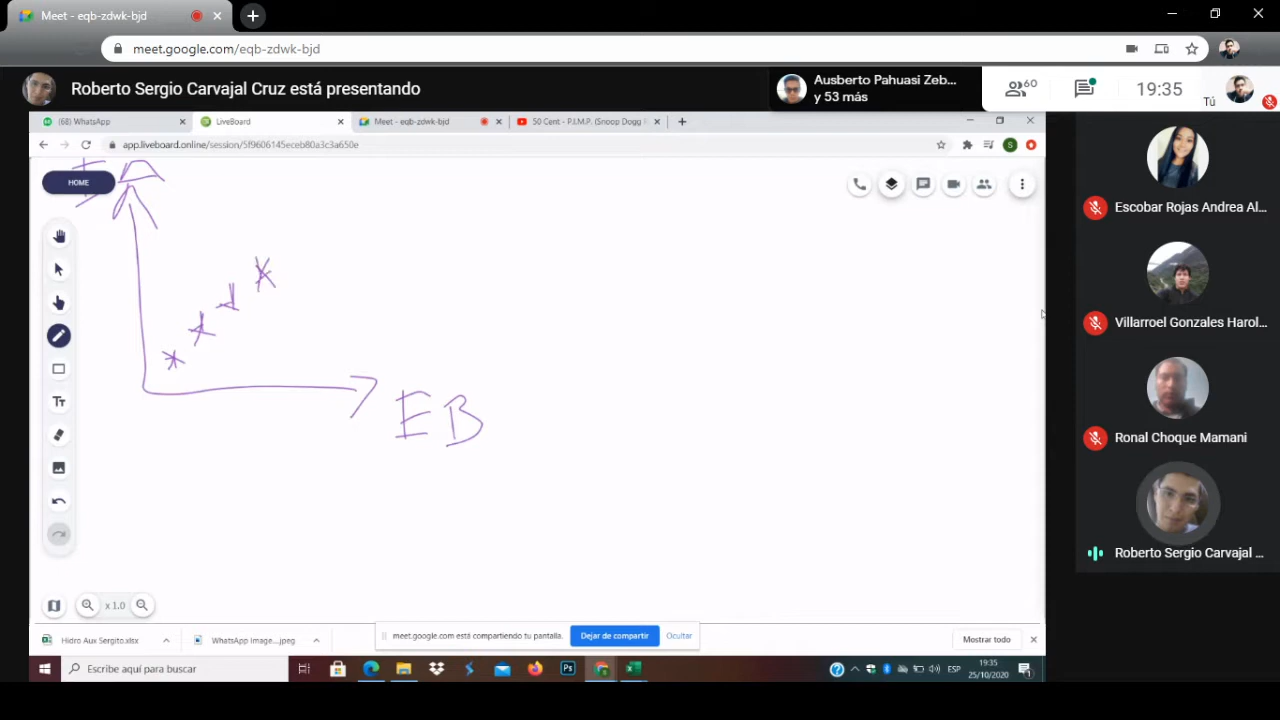 Meet - eqb-zdwk-bjd
meet.google.com/eqb-zdwk-bjd
Roberto Sergio Carvajal Cruz está presentando
Ausberto Pahuasi Zeb...
y 53 más
60
19:35
Tú
(68) WhatsApp
LiveBoard
Meet - eqb-zdwk-bjd
50 Cent - P.I.M.P. (Snoop Dogg
app.liveboard.online/session/5f9606145eceb80a3c3a650e
S
HOME
Tт
E B
x 1.0
Escobar Rojas Andrea Al...
Villarroel Gonzales Harol...
Ronal Choque Mamani
Roberto Sergio Carvajal ...
Hidro Aux Sergito.xlsx
WhatsApp Image....jpeg
meet.google.com está compartiendo tu pantalla.
Dejar de compartir
Ocultar
Mostrar todo
Escribe aquí para buscar
Ps
ESP
19:35
25/10/2020
1